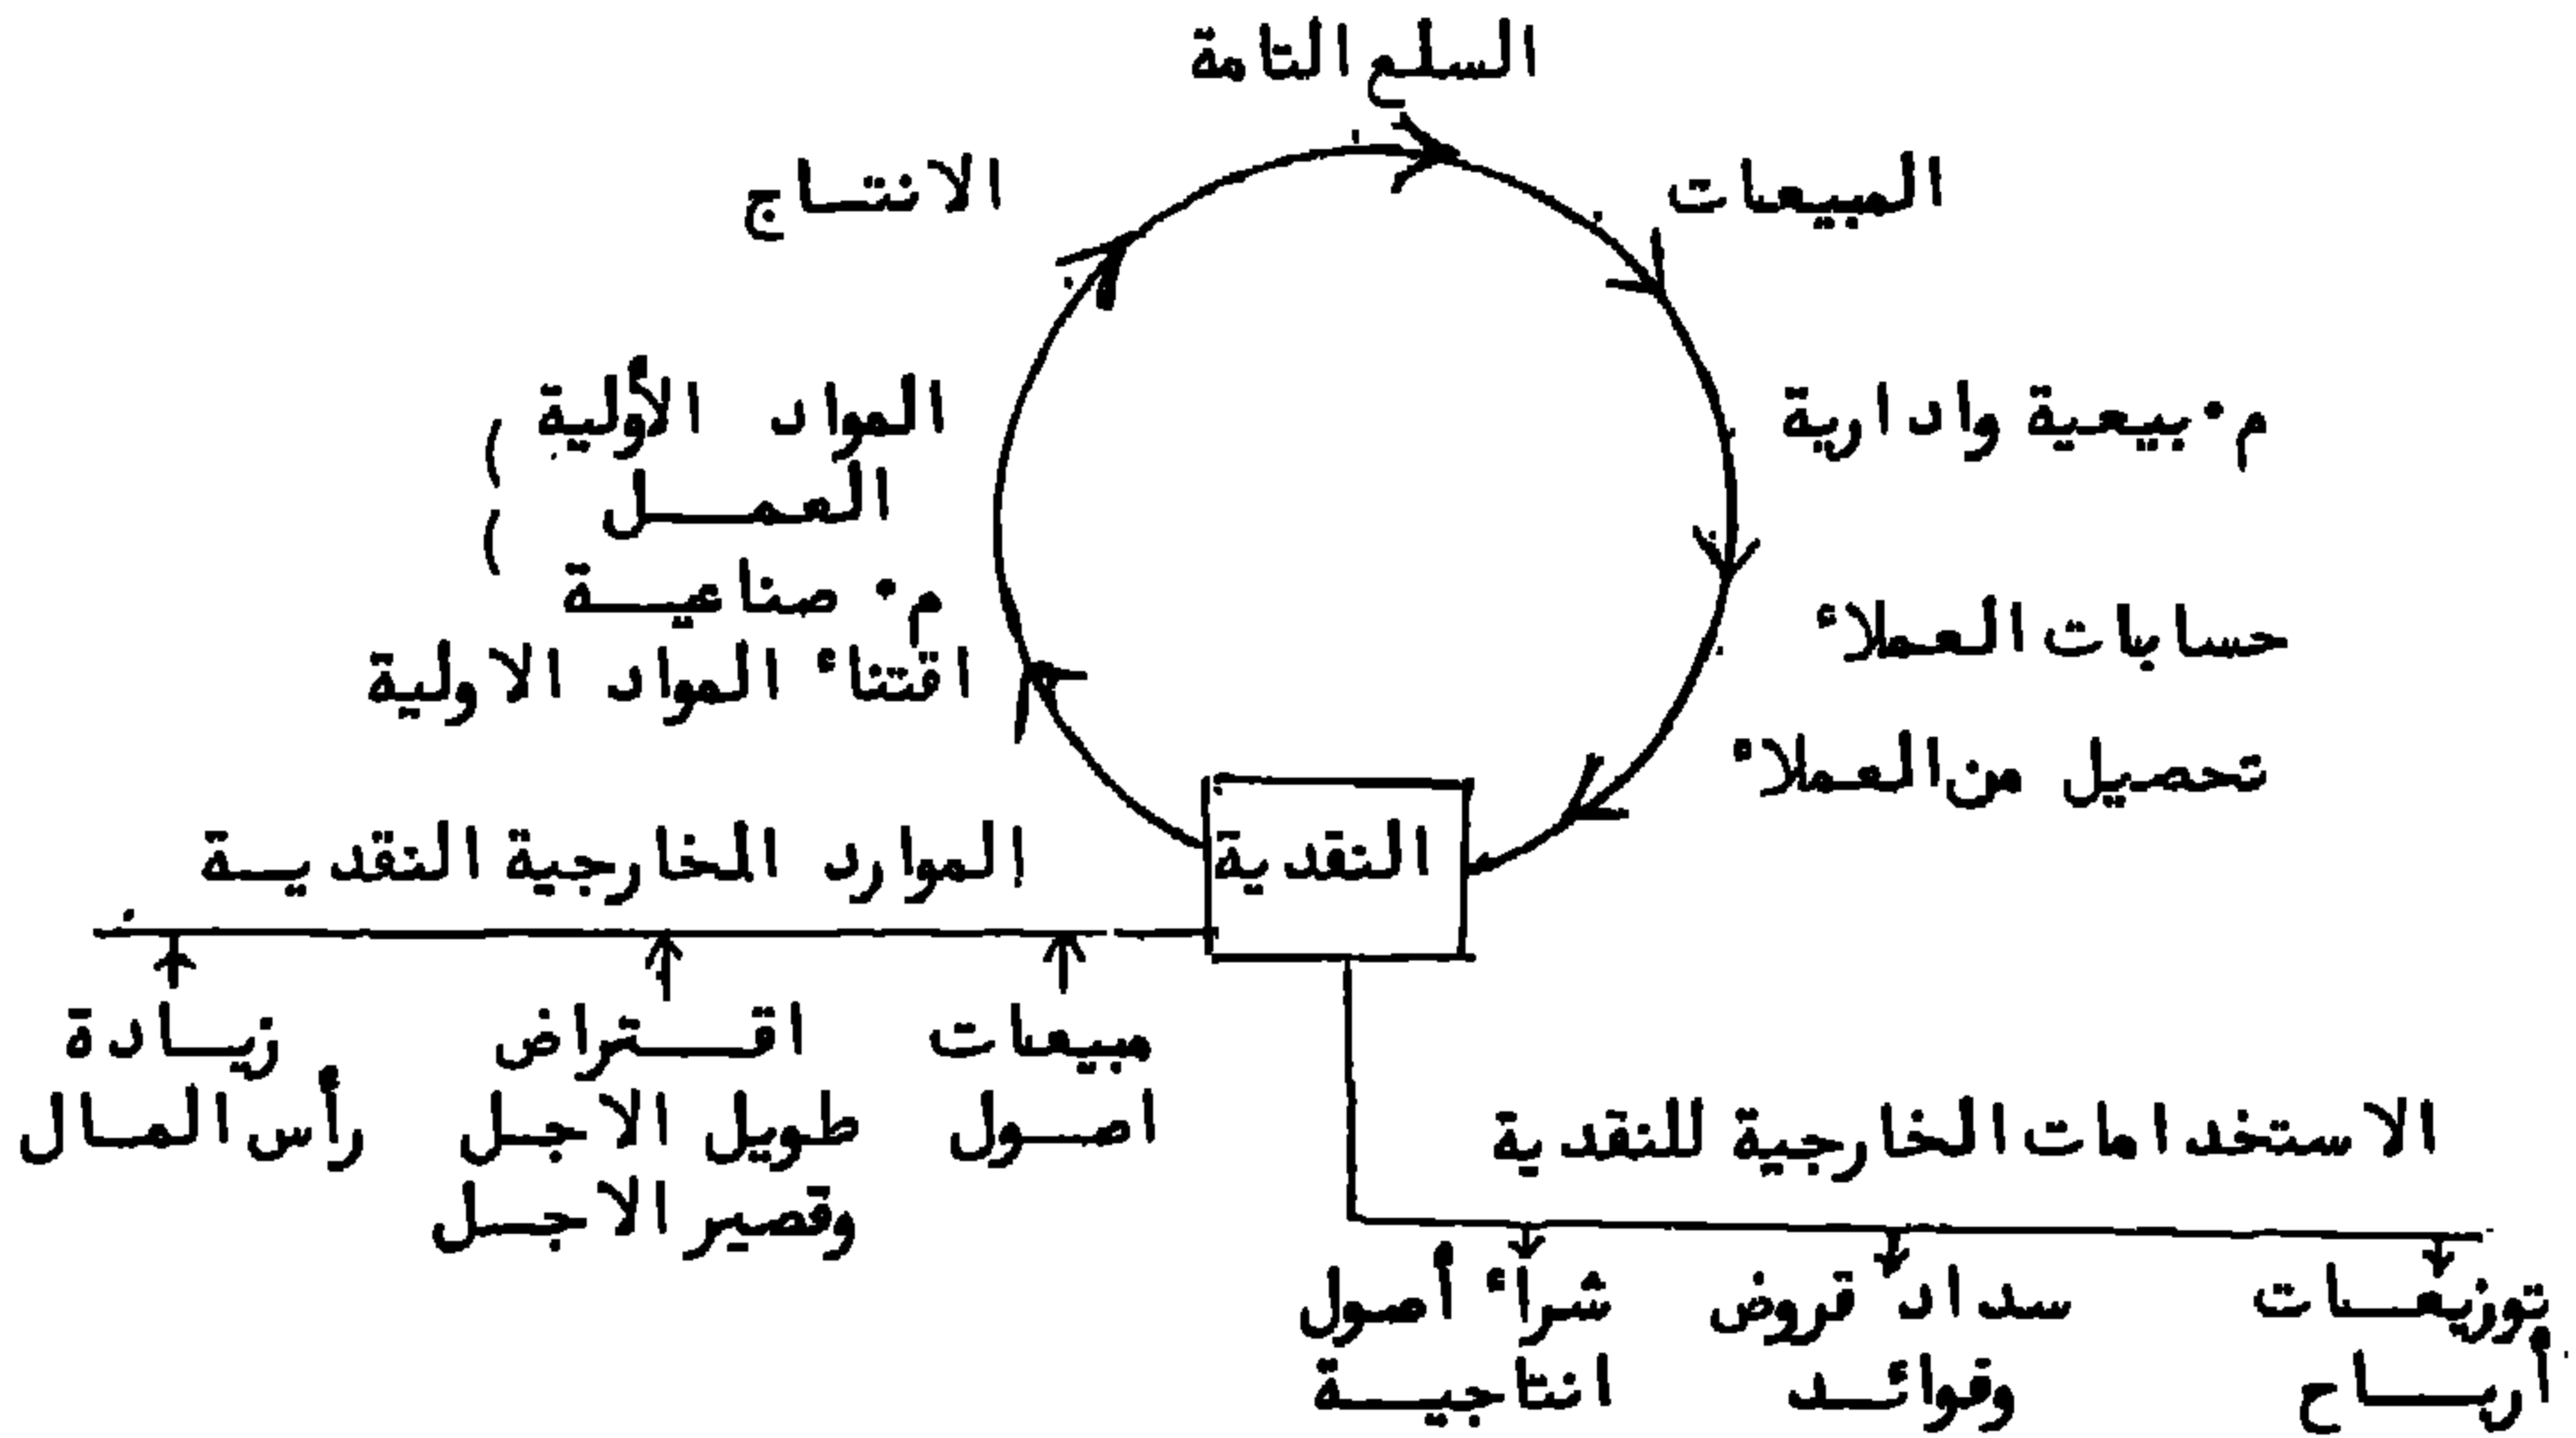 السلع التامة
المبيعات
الانتاج
م. بيعية وادارية
المواد الأولية
العمل
م. صناعية
حسابات العملاء
اقتناء المواد الاولية
تحصيل من العملاء
النقدية
الموارد الخارجية النقدية
مبيعات
اصول
اقتراض
طويل الاجل
وقصير الاجل
زيادة
رأس المال
الاستخدامات الخارجية للنقدية
توزيعات
أرباح
سداد قروض
وفوائد
شراء أصول
انتاجية